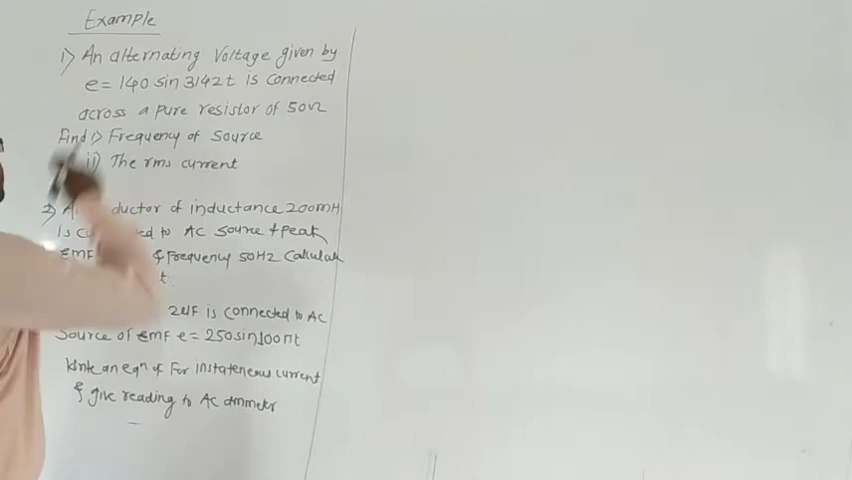 Example
1) An alternating Voltage given by
e = 140 sin 3142 t is connected
across a pure resistor of 50Ω
Find i) Frequency of source
ii) The rms current
2) ductor of inductance 200mH
is to AC source & peak
emf & frequency 50Hz
t
2μF is connected to AC
Source of emf e = 250 sin 100πt
Write an eqn of For Instateneous current
& give reading to AC ammeter